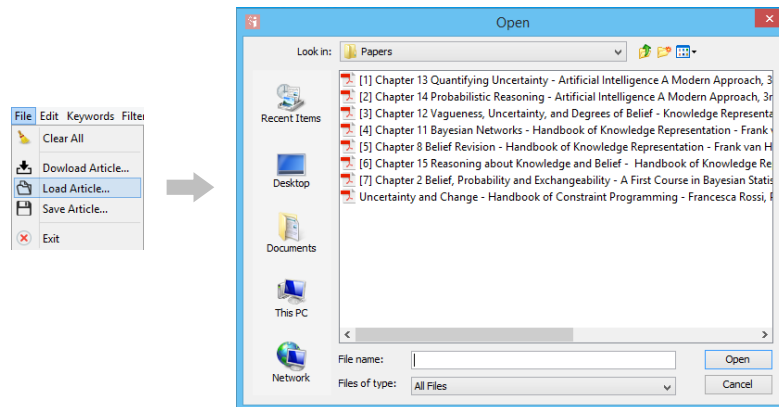 Open
Look in: Papers
[1] Chapter 13 Quantifying Uncertainty - Artificial Intelligence A Modern Approach, 3
[2] Chapter 14 Probabilistic Reasoning - Artificial Intelligence A Modern Approach, 3r
[3] Chapter 12 Vagueness, Uncertainty, and Degrees of Belief - Knowledge Representa
[4] Chapter 11 Bayesian Networks - Handbook of Knowledge Representation - Frank v
[5] Chapter 8 Belief Revision - Handbook of Knowledge Representation - Frank van H
[6] Chapter 15 Reasoning about Knowledge and Belief - Handbook of Knowledge Re
[7] Chapter 2 Belief, Probability and Exchangeability - A First Course in Bayesian Statis
Uncertainty and Change - Handbook of Constraint Programming - Francesca Rossi,
Recent Items
Desktop
Documents
This PC
Network
File name:
Open
Files of type: All Files
Cancel
File Edit Keywords Filter
Clear All
Dowload Article...
Load Article...
Save Article...
Exit